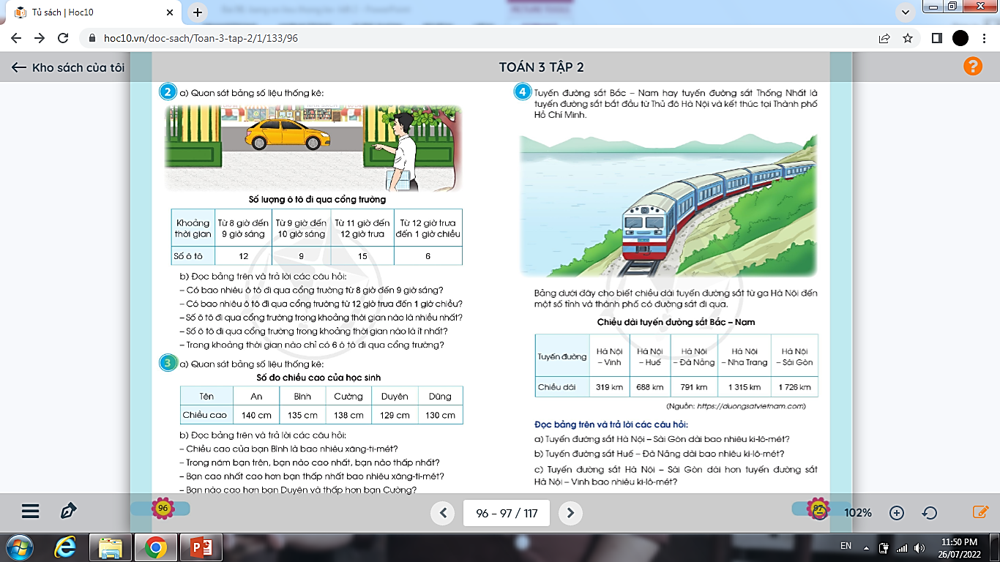 Tủ sách | Hoc10
hoc10.vn/doc-sach/Toan-3-tap-2/1/133/96
Kho sách của tôi
TOÁN 3 TẬP 2
2 a) Quan sát bảng số liệu thống kê:
Số lượng ô tô đi qua cổng trường
Khoảng thời gian Từ 8 giờ đến 9 giờ sáng Từ 9 giờ đến 10 giờ sáng Từ 11 giờ đến 12 giờ trưa Từ 12 giờ trưa đến 1 giờ chiều
Số ô tô 12 9 15 6
b) Đọc bảng trên và trả lời các câu hỏi:
– Có bao nhiêu ô tô đi qua cổng trường từ 8 giờ đến 9 giờ sáng?
– Có bao nhiêu ô tô đi qua cổng trường từ 12 giờ trưa đến 1 giờ chiều?
– Số ô tô đi qua cổng trường trong khoảng thời gian nào là nhiều nhất?
– Số ô tô đi qua cổng trường trong khoảng thời gian nào là ít nhất?
– Trong khoảng thời gian nào chỉ có 6 ô tô đi qua cổng trường?
3 a) Quan sát bảng số liệu thống kê:
Số đo chiều cao của học sinh
Tên An Bình Cường Duyên Dũng
Chiều cao 140 cm 135 cm 138 cm 129 cm 130 cm
b) Đọc bảng trên và trả lời các câu hỏi:
– Chiều cao của bạn Bình là bao nhiêu xăng-ti-mét?
– Trong năm bạn trên, bạn nào cao nhất, bạn nào thấp nhất?
– Bạn cao nhất cao hơn bạn thấp nhất bao nhiêu xăng-ti-mét?
– Bạn nào cao hơn bạn Duyên và thấp hơn bạn Cường?
96
4 Tuyến đường sắt Bắc – Nam hay tuyến đường sắt Thống Nhất là
tuyến đường sắt bắt đầu từ Thủ đô Hà Nội và kết thúc tại Thành phố
Hồ Chí Minh.
Bảng dưới đây cho biết chiều dài tuyến đường sắt từ ga Hà Nội đến
một số tỉnh và thành phố có đường sắt đi qua.
Chiều dài tuyến đường sắt Bắc – Nam
Tuyến đường Hà Nội – Vinh Hà Nội – Huế Hà Nội – Đà Nẵng Hà Nội – Nha Trang Hà Nội – Sài Gòn
Chiều dài 319 km 688 km 791 km 1 315 km 1 726 km
(Nguồn: https://duongsatvietnam.com)
Đọc bảng trên và trả lời các câu hỏi:
a) Tuyến đường sắt Hà Nội – Sài Gòn dài bao nhiêu ki-lô-mét?
b) Tuyến đường sắt Huế – Đà Nẵng dài bao nhiêu ki-lô-mét?
c) Tuyến đường sắt Hà Nội – Sài Gòn dài hơn tuyến đường sắt
Hà Nội – Vinh bao nhiêu ki-lô-mét?
97
96 – 97 / 117
102%
EN
11:50 PM
26/07/2022